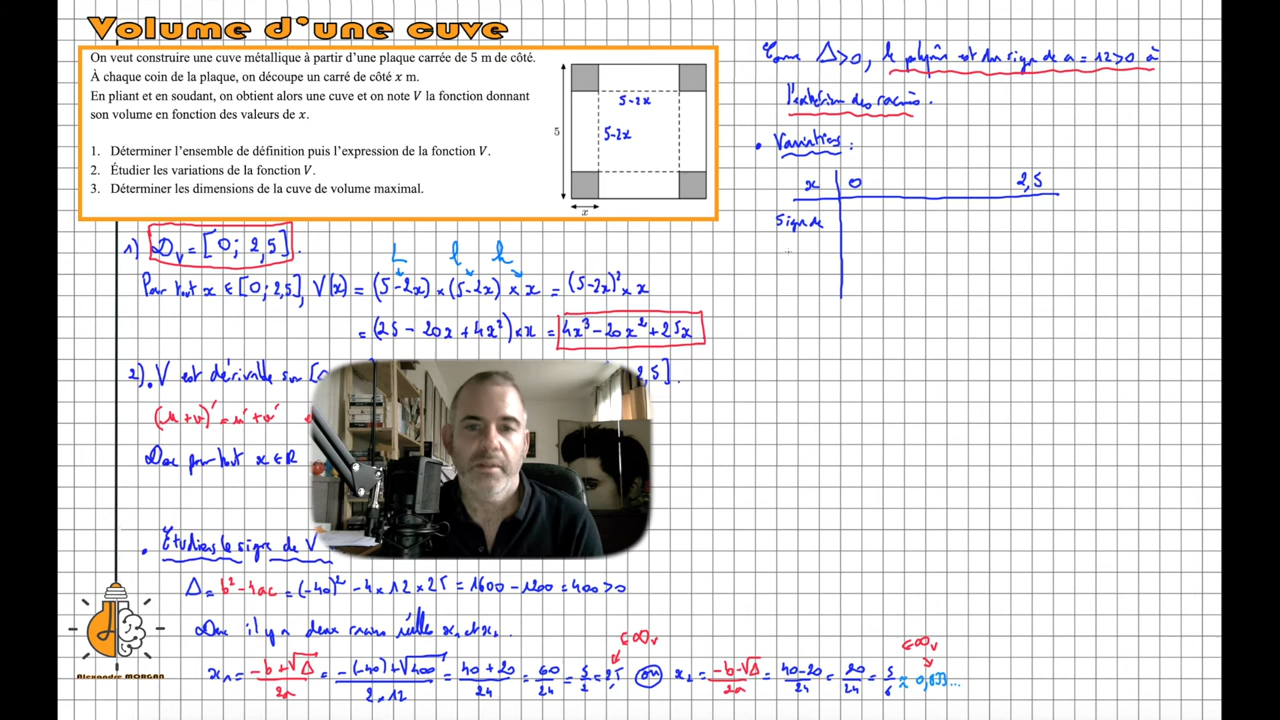 Volume d'une cuve
On veut construire une cuve métallique à partir d'une plaque carrée de 5 m de côté.
À chaque coin de la plaque, on découpe un carré de côté x m.
En pliant et en soudant, on obtient alors une cuve et on note V la fonction donnant
son volume en fonction des valeurs de x.
1. Déterminer l'ensemble de définition puis l'expression de la fonction V.
2. Étudier les variations de la fonction V.
3. Déterminer les dimensions de la cuve de volume maximal.
5-2x
5-2x
5
x
1) D_V = [0; 2,5].
L l h
Pour tout x ∈ [0; 2,5], V(x) = (5-2x) × (5-2x) × x = (5-2x)² × x
= (25 - 20x + 4x²) × x = 4x³ - 20x² + 25x
2). V est dérivable sur [0 2,5].
(u+v)' = u' + v'
Donc pour tout x ∈ R
• Étudions le signe de V
Δ = b² - 4ac = (-40)² - 4 × 12 × 25 = 1600 - 1200 = 400 > 0
Donc il y a deux racines réelles x₁ et x₂.
∈ D_V
x₁ = (-b+√Δ)/2a = (-(-40)+√400)/(2×12) = (40+20)/24 = 60/24 = 5/2 = 2,5 ou x₂ = (-b-√Δ)/2a = (40-20)/24 = 20/24 = 5/6 ≈ 0,833...
∈ D_V
Alexandre MORGAN
Comme Δ>0, le polynôme est du signe de a = 12>0 à
l'extérieur des racines.
• Variations :
x 0 2,5
Signe de